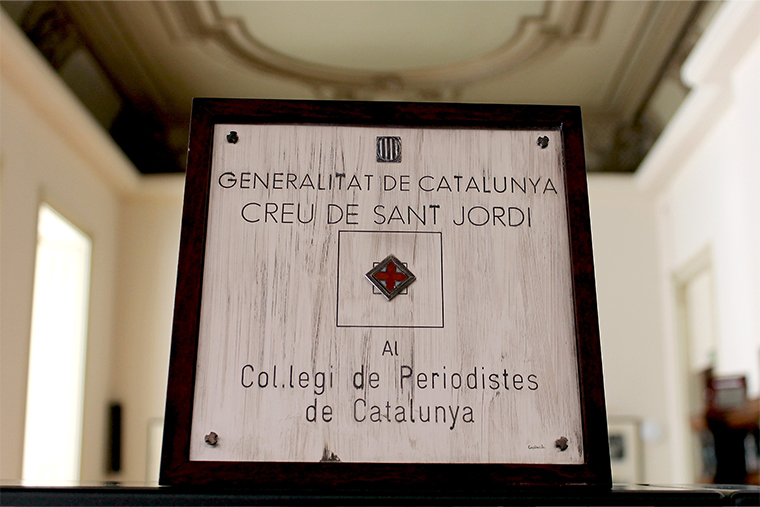 GENERALITAT DE CATALUNYA
CREU DE SANT JORDI
Al
Col.legi de Periodistes
de Catalunya